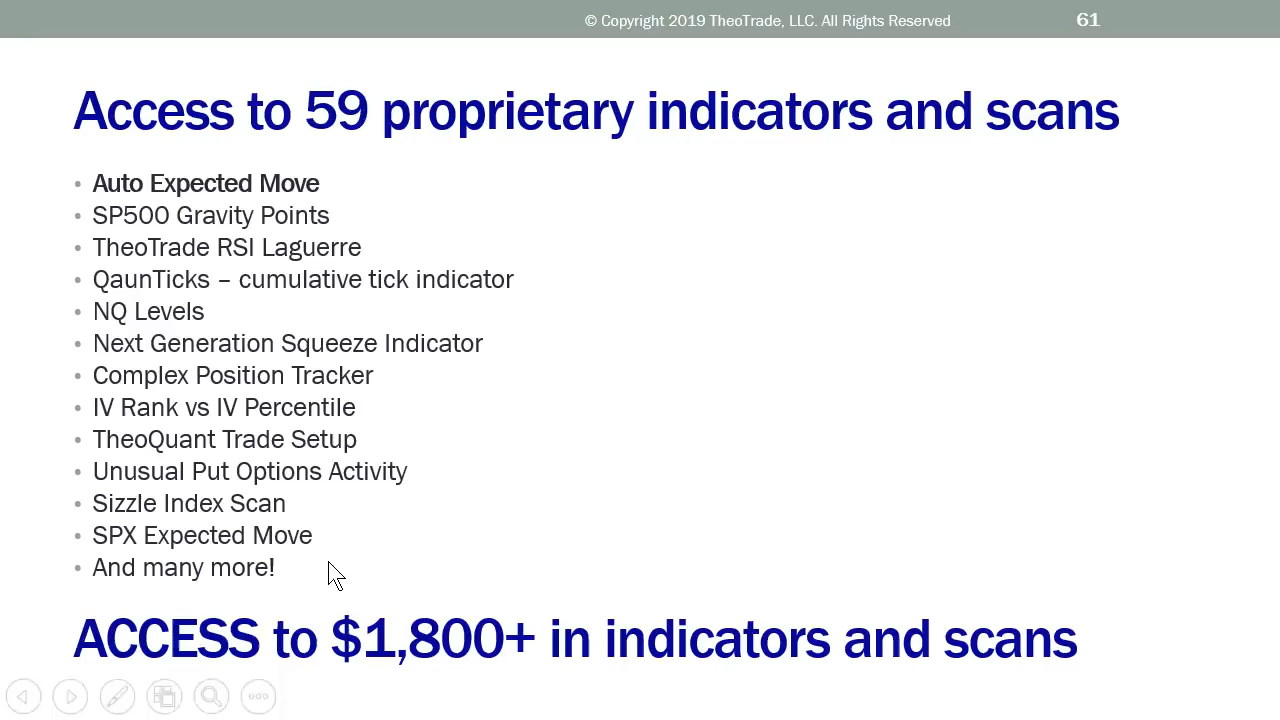 © Copyright 2019 TheoTrade, LLC. All Rights Reserved 61
Access to 59 proprietary indicators and scans
• Auto Expected Move
• SP500 Gravity Points
• TheoTrade RSI Laguerre
• QaunTicks – cumulative tick indicator
• NQ Levels
• Next Generation Squeeze Indicator
• Complex Position Tracker
• IV Rank vs IV Percentile
• TheoQuant Trade Setup
• Unusual Put Options Activity
• Sizzle Index Scan
• SPX Expected Move
• And many more!
ACCESS to $1,800+ in indicators and scans